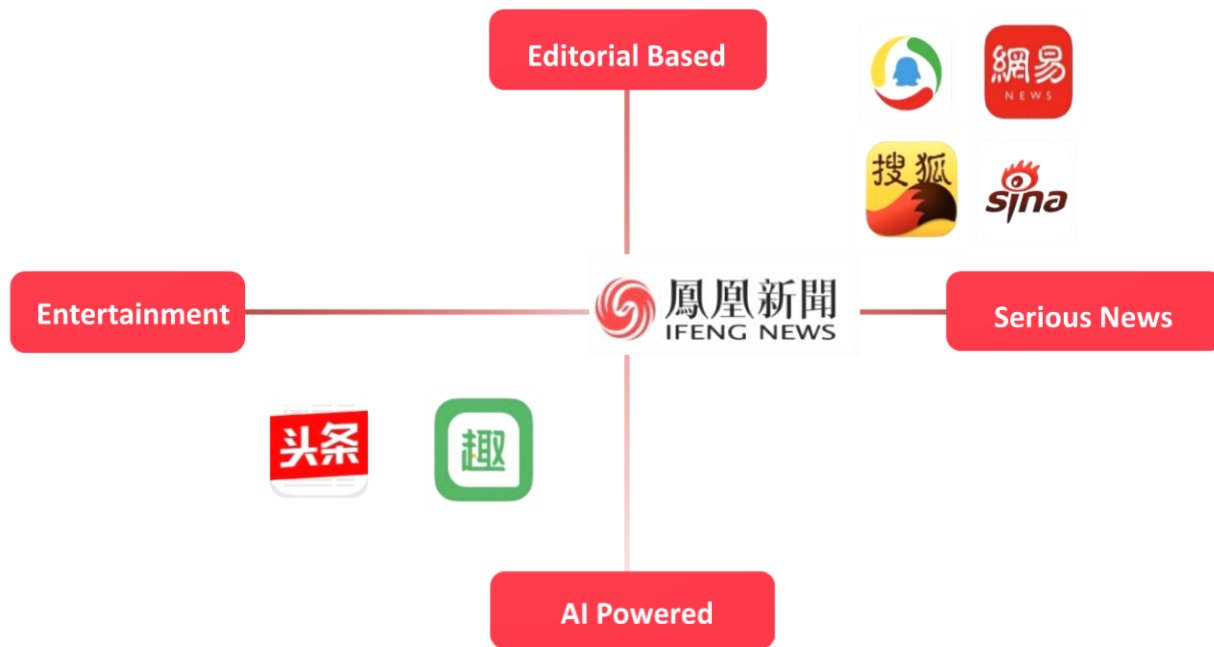 Editorial Based
網易
NEWS
搜狐
sina
Entertainment
鳳凰新聞
IFENG NEWS
Serious News
头条
趣
AI Powered